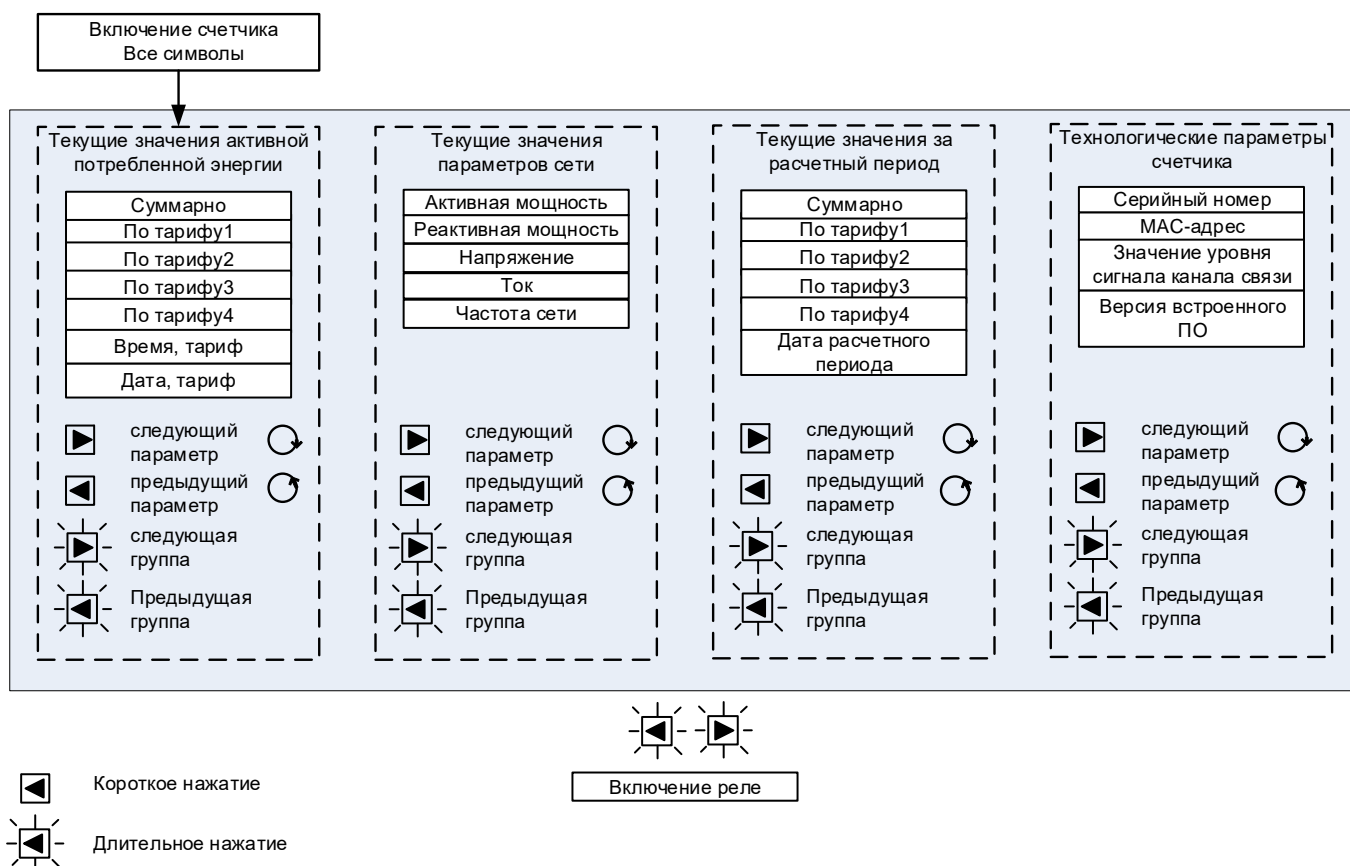 Включение счетчика
Все символы
Текущие значения активной
потребленной энергии
Суммарно
По тарифу1
По тарифу2
По тарифу3
По тарифу4
Время, тариф
Дата, тариф
следующий
параметр
предыдущий
параметр
следующая
группа
Предыдущая
группа
Текущие значения
параметров сети
Активная мощность
Реактивная мощность
Напряжение
Ток
Частота сети
следующий
параметр
предыдущий
параметр
следующая
группа
Предыдущая
группа
Текущие значения за
расчетный период
Суммарно
По тарифу1
По тарифу2
По тарифу3
По тарифу4
Дата расчетного
периода
следующий
параметр
предыдущий
параметр
следующая
группа
Предыдущая
группа
Технологические параметры
счетчика
Серийный номер
MAC-адрес
Значение уровня
сигнала канала связи
Версия встроенного
ПО
следующий
параметр
предыдущий
параметр
следующая
группа
Предыдущая
группа
Включение реле
Короткое нажатие
Длительное нажатие